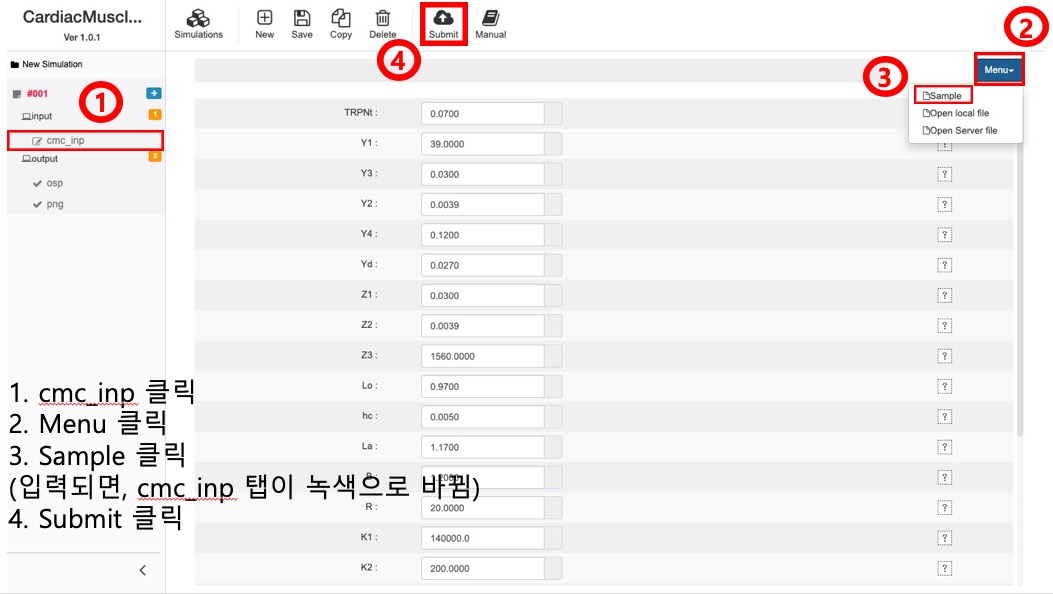 CardiacMuscl...
Ver 1.0.1
Simulations
New
Save
Copy
Delete
Submit
Manual
2
4
New Simulation
Menu
3
#001
1
Sample
input
1
TRPNt :
0.0700
Open local file
Open Server file
cmc_inp
Y1 :
39.0000
?
output
2
Y3 :
0.0300
?
osp
Y2 :
0.0039
?
png
Y4 :
0.1200
?
Yd :
0.0270
?
Z1 :
0.0300
?
Z2 :
0.0039
?
Z3 :
1560.0000
?
Lo :
0.9700
?
hc :
0.0050
?
La :
1.1700
?
?
R :
20.0000
?
K1 :
140000.0
?
K2 :
200.0000
?
1. cmc_inp 클릭
2. Menu 클릭
3. Sample 클릭
(입력되면, cmc_inp 탭이 녹색으로 바뀜)
4. Submit 클릭